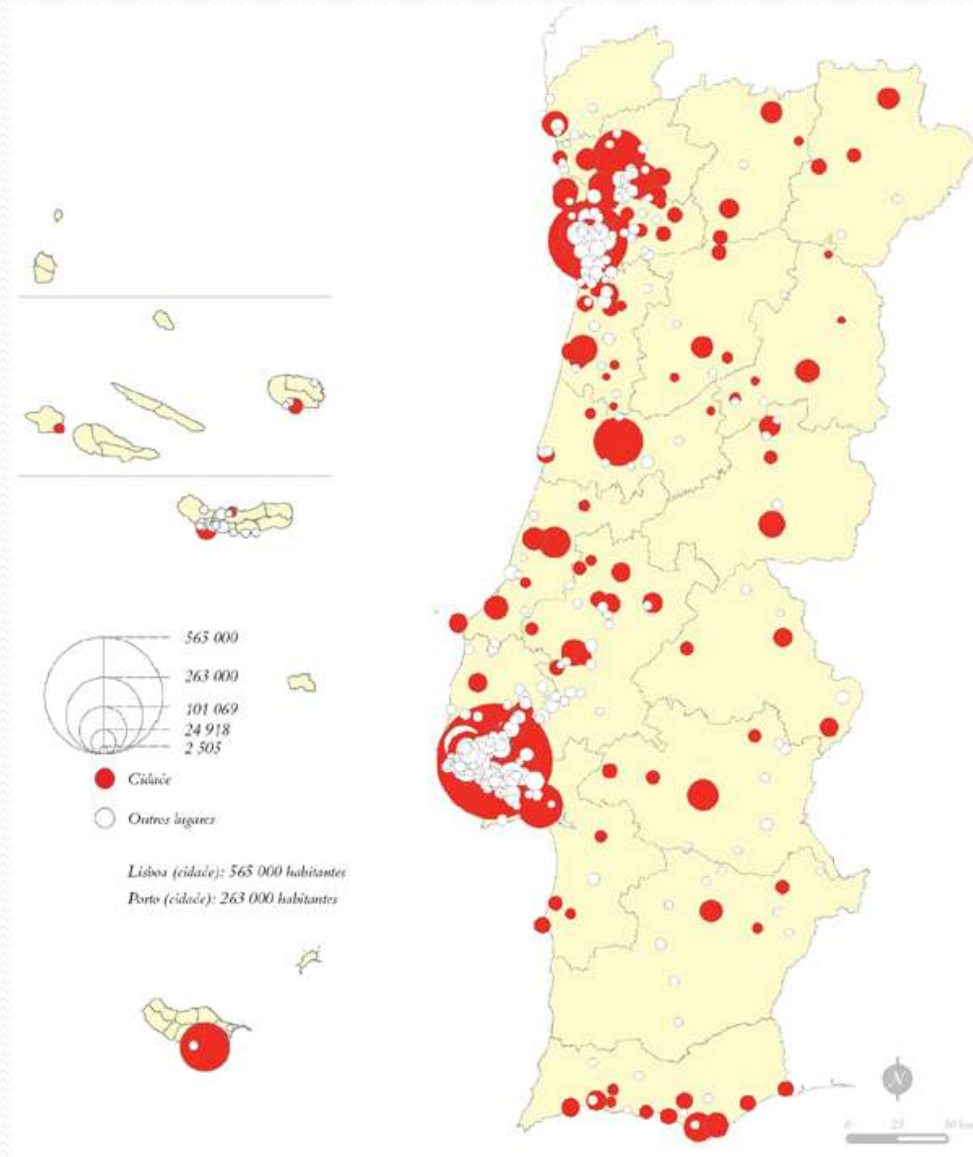 565 000
263 000
101 069
24 918
2 505
Cidade
Outros lugares
Lisboa (cidade): 565 000 habitantes
Porto (cidade): 263 000 habitantes
N
0 25 50 km